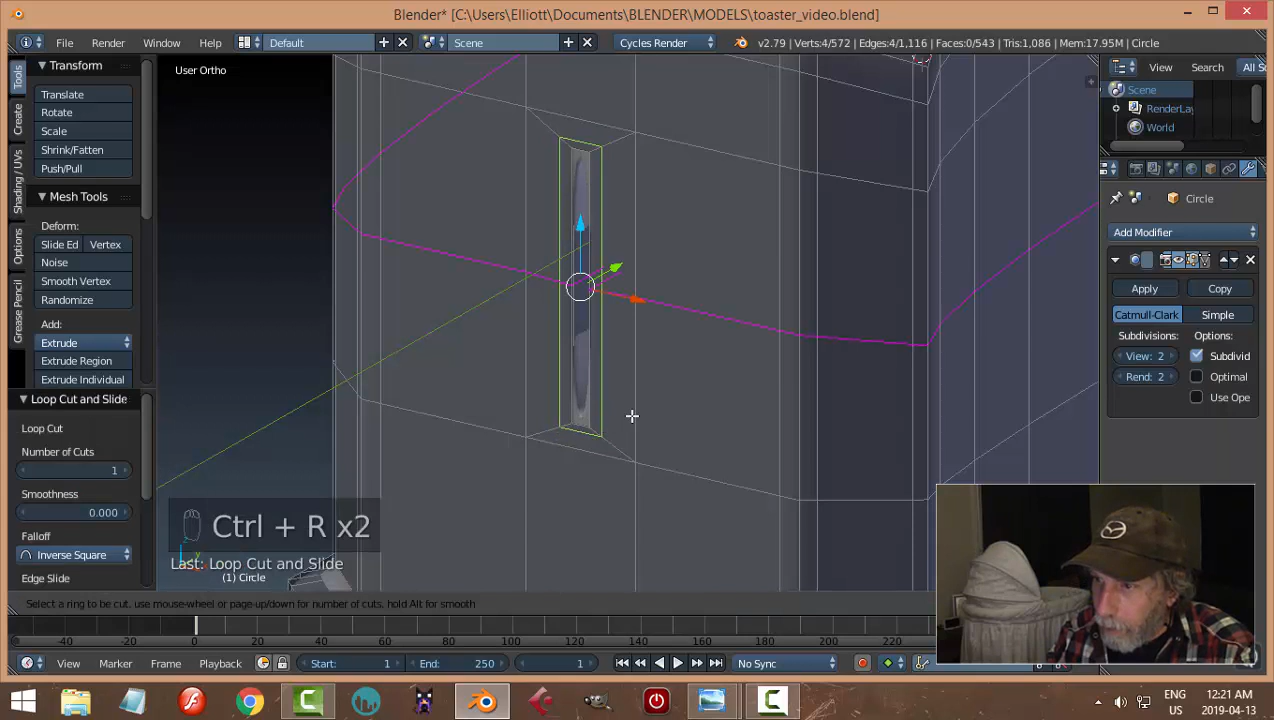 Blender* [C:\Users\Elliott\Documents\BLENDER\MODELS\toaster_video.blend]
File Render Window Help Default Scene Cycles Render v2.79 | Verts:4/572 | Edges:4/1,116 | Faces:0/543 | Tris:1,086 | Mem:17.95M | Circle
Tools
Create
Shading / UVs
Options
Grease Pencil
Transform
Translate
Rotate
Scale
Shrink/Fatten
Push/Pull
Mesh Tools
Deform:
Slide Ed Vertex
Noise
Smooth Vertex
Randomize
Add:
Extrude
Extrude Region
Extrude Individual
Loop Cut and Slide
Loop Cut
Number of Cuts
1
Smoothness
0.000
Falloff
Inverse Square
Edge Slide
User Ortho
Ctrl + R x2
Last: Loop Cut and Slide
(1) Circle
Select a ring to be cut, use mouse-wheel or page-up/down for number of cuts, hold Alt for smooth
View Search All S
Scene
RenderLa
World
Circle
Add Modifier
Apply Copy
Catmull-Clark Simple
Subdivisions: Options:
View: 2 Subdivid
Rend: 2 Optimal
Use Ope
-40 -20 0 20 40 60 80 100 120 140 160 180 200 220
View Marker Frame Playback Start: 1 End: 250 1 No Sync
ENG 12:21 AM
US 2019-04-13